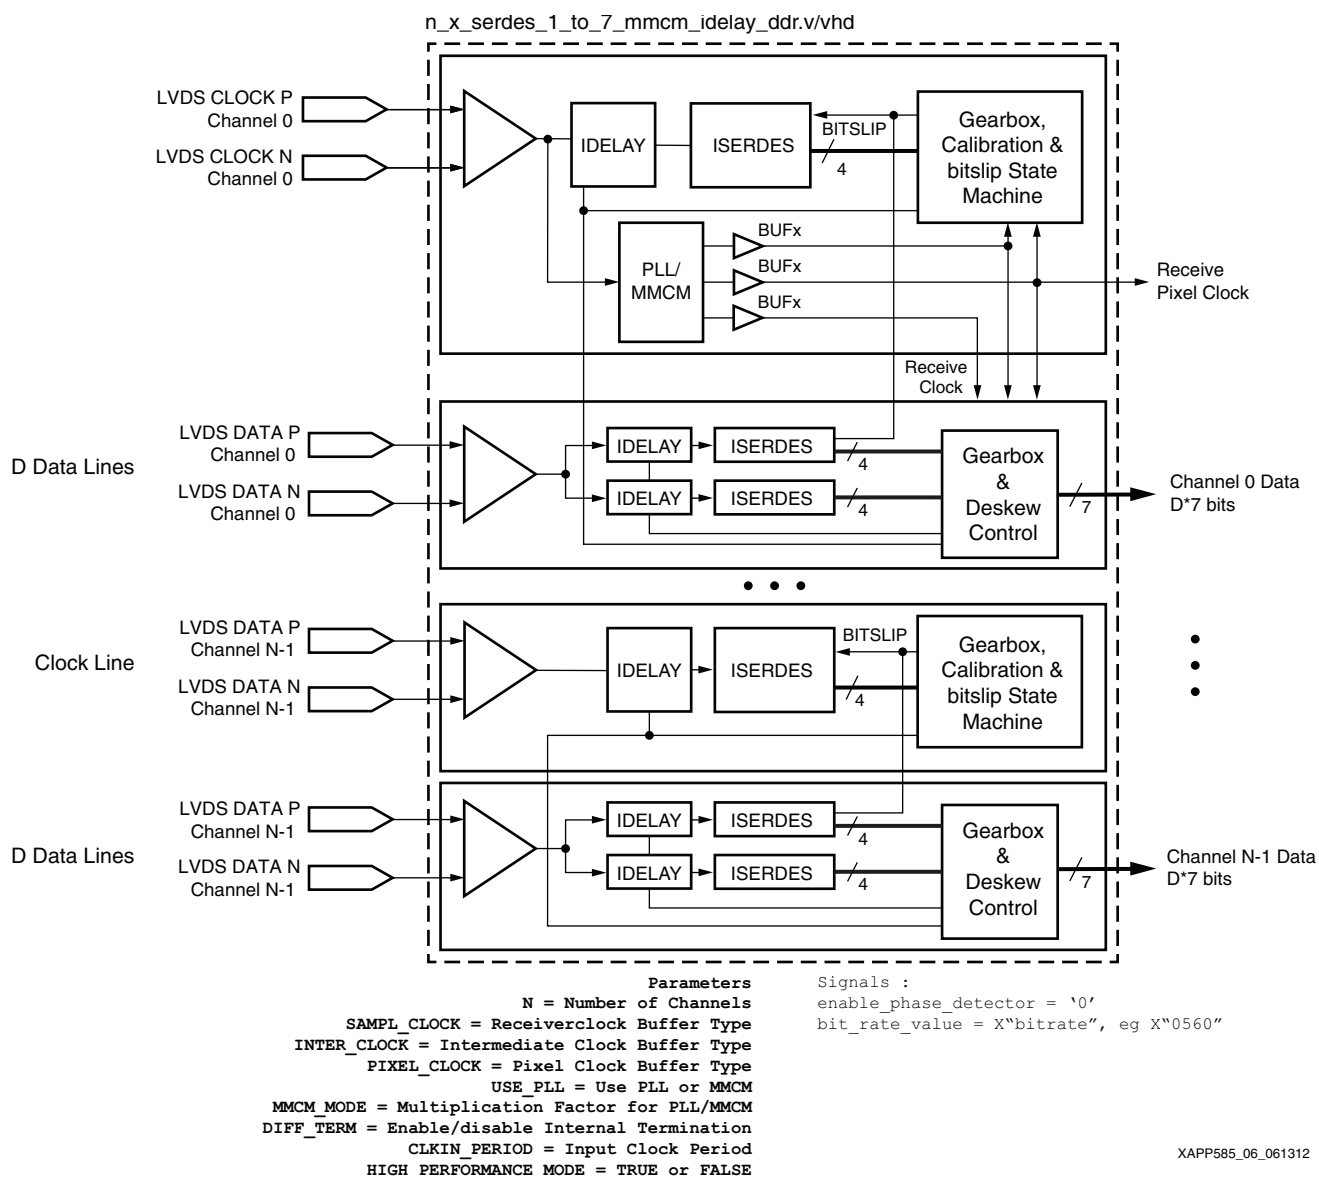 n_x_serdes_1_to_7_mmcm_idelay_ddr.v/vhd
LVDS CLOCK P
Channel 0
LVDS CLOCK N
Channel 0
IDELAY
ISERDES
BITSLIP
4
Gearbox,
Calibration &
bitslip State
Machine
PLL/
MMCM
BUFx
BUFx
BUFx
Receive
Pixel Clock
Receive
Clock
D Data Lines
LVDS DATA P
Channel 0
LVDS DATA N
Channel 0
IDELAY
ISERDES
4
IDELAY
ISERDES
4
Gearbox
&
Deskew
Control
7
Channel 0 Data
D*7 bits
Clock Line
LVDS DATA P
Channel N-1
LVDS DATA N
Channel N-1
IDELAY
ISERDES
BITSLIP
4
Gearbox,
Calibration &
bitslip State
Machine
D Data Lines
LVDS DATA P
Channel N-1
LVDS DATA N
Channel N-1
IDELAY
ISERDES
4
IDELAY
ISERDES
4
Gearbox
&
Deskew
Control
7
Channel N-1 Data
D*7 bits
Parameters
N = Number of Channels
SAMPL_CLOCK = Receiverclock Buffer Type
INTER_CLOCK = Intermediate Clock Buffer Type
PIXEL_CLOCK = Pixel Clock Buffer Type
USE_PLL = Use PLL or MMCM
MMCM_MODE = Multiplication Factor for PLL/MMCM
DIFF_TERM = Enable/disable Internal Termination
CLKIN_PERIOD = Input Clock Period
HIGH PERFORMANCE MODE = TRUE or FALSE
Signals :
enable_phase_detector = ‘0’
bit_rate_value = X“bitrate”, eg X“0560”
XAPP585_06_061312